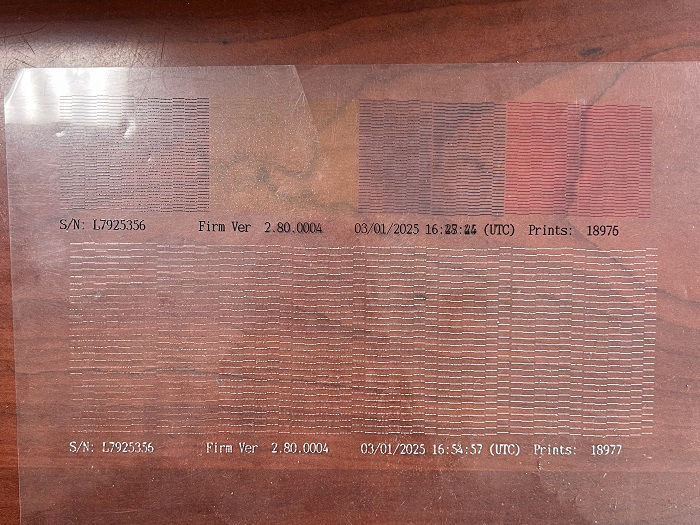 S/N: L7925356 Firm Ver 2.80.0004 03/01/2025 (UTC) Prints: 18976
S/N: L7925356 Firm Ver 2.80.0004 03/01/2025 16:54:57 (UTC) Prints: 18977